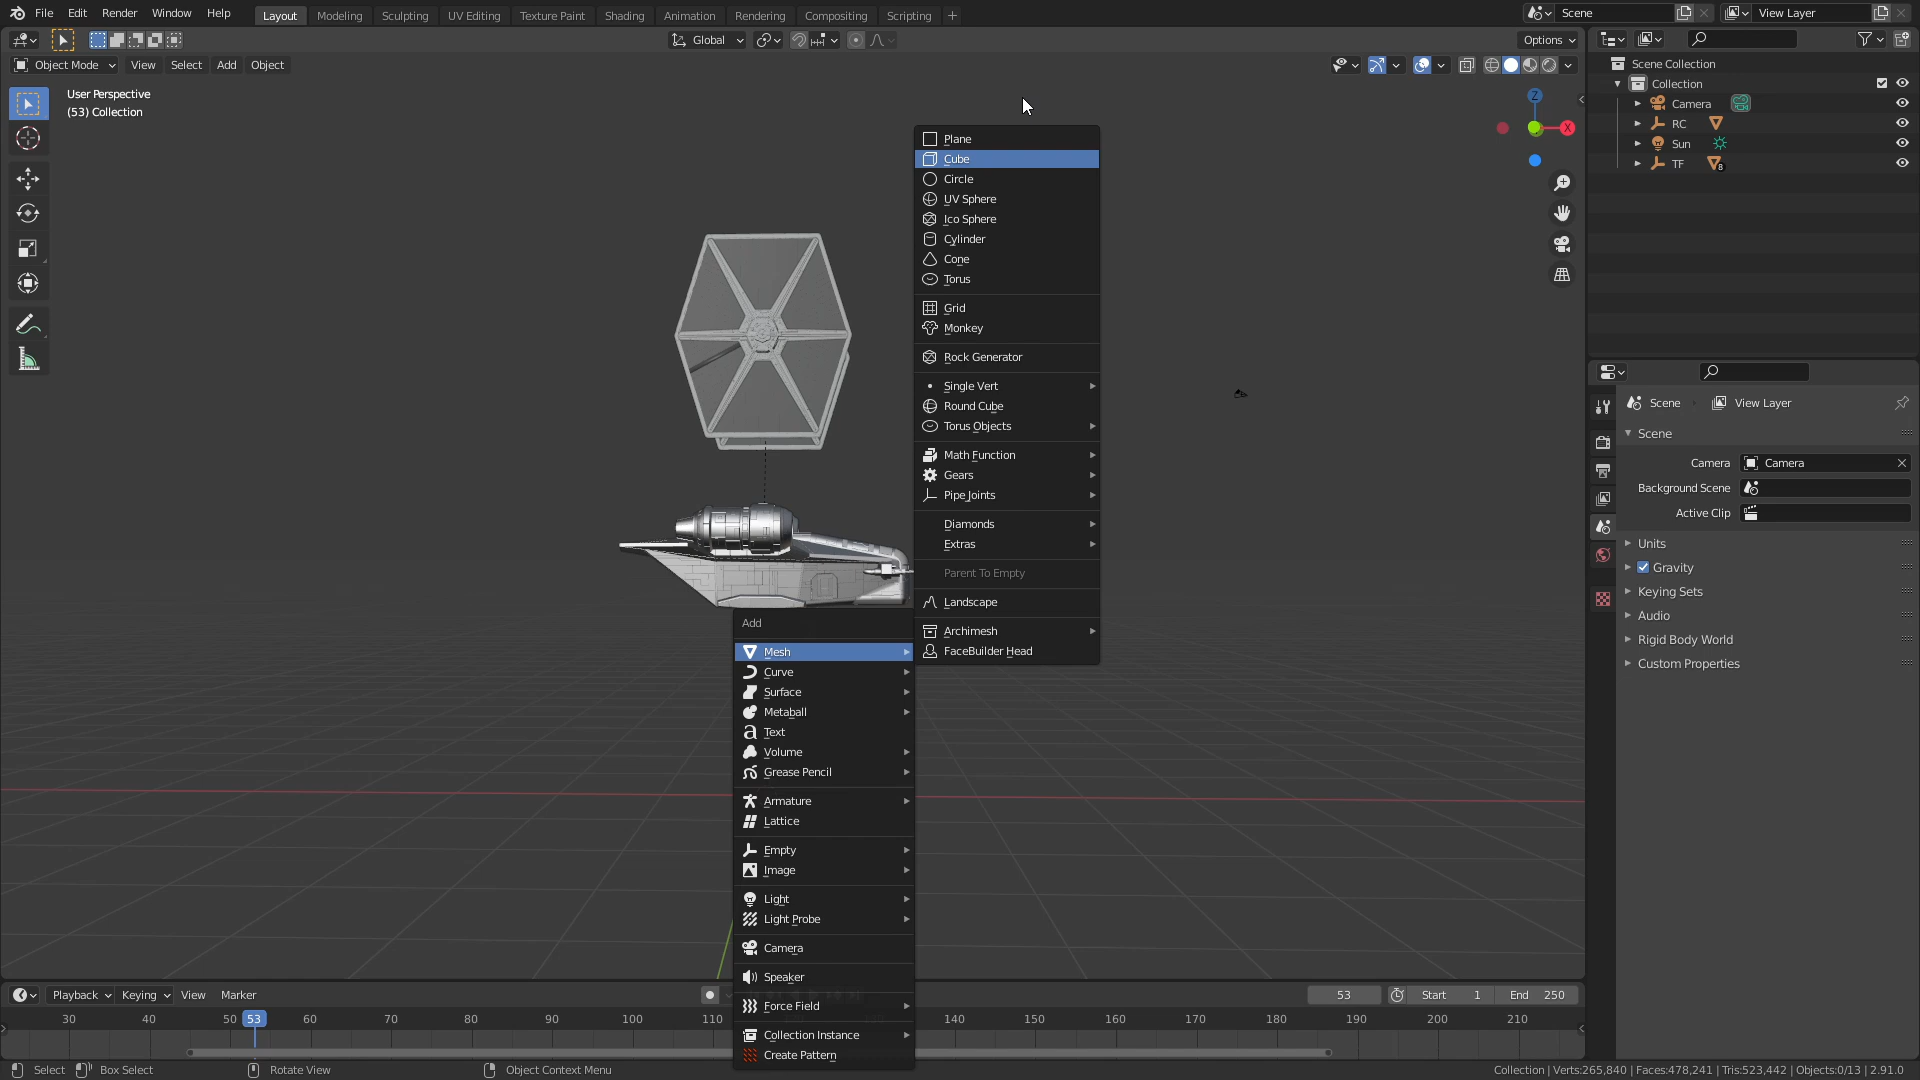 File Edit Render Window Help Layout Modeling Sculpting UV Editing Texture Paint Shading Animation Rendering Compositing Scripting + Scene View Layer
Global Options
Object Mode View Select Add Object
User Perspective
(53) Collection
Z
X
Plane
Cube
Circle
UV Sphere
Ico Sphere
Cylinder
Cone
Torus
Grid
Monkey
Rock Generator
Single Vert
Round Cube
Torus Objects
Math Function
Gears
Pipe Joints
Diamonds
Extras
Parent To Empty
Landscape
Archimesh
FaceBuilder Head
Add
Mesh
Curve
Surface
Metaball
Text
Volume
Grease Pencil
Armature
Lattice
Empty
Image
Light
Light Probe
Camera
Speaker
Force Field
Collection Instance
Create Pattern
Scene Collection
Collection
Camera
RC
Sun
TF 8
Scene View Layer
Scene
Camera Camera
Background Scene
Active Clip
Units
Gravity
Keying Sets
Audio
Rigid Body World
Custom Properties
Playback Keying View Marker 53 Start 1 End 250
30 40 50 53 60 70 80 90 100 110 140 150 160 170 180 190 200 210
Select Box Select Rotate View Object Context Menu Collection | Verts:265,840 | Faces:478,241 | Tris:523,442 | Objects:0/13 | 2.91.0